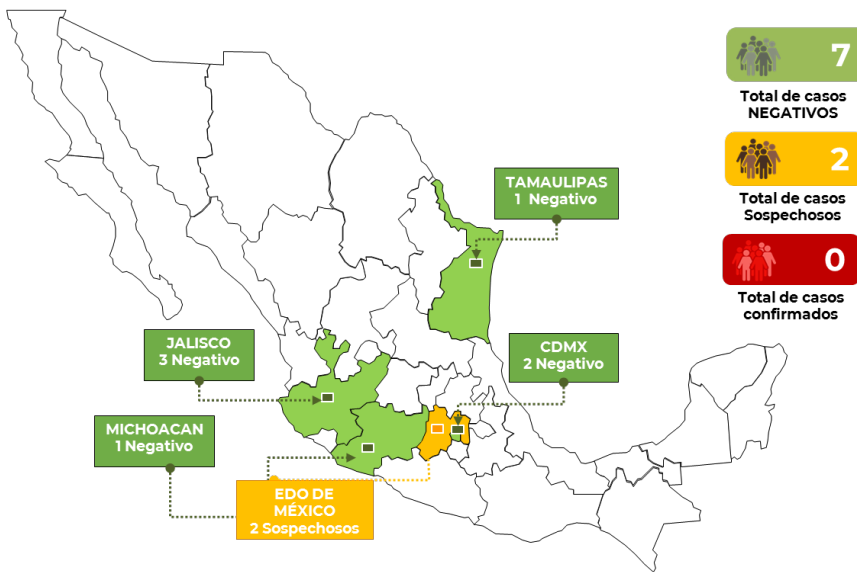 7
Total de casos
NEGATIVOS
2
Total de casos
Sospechosos
0
Total de casos
confirmados
TAMAULIPAS
1 Negativo
JALISCO
3 Negativo
CDMX
2 Negativo
MICHOACAN
1 Negativo
EDO DE
MÉXICO
2 Sospechosos